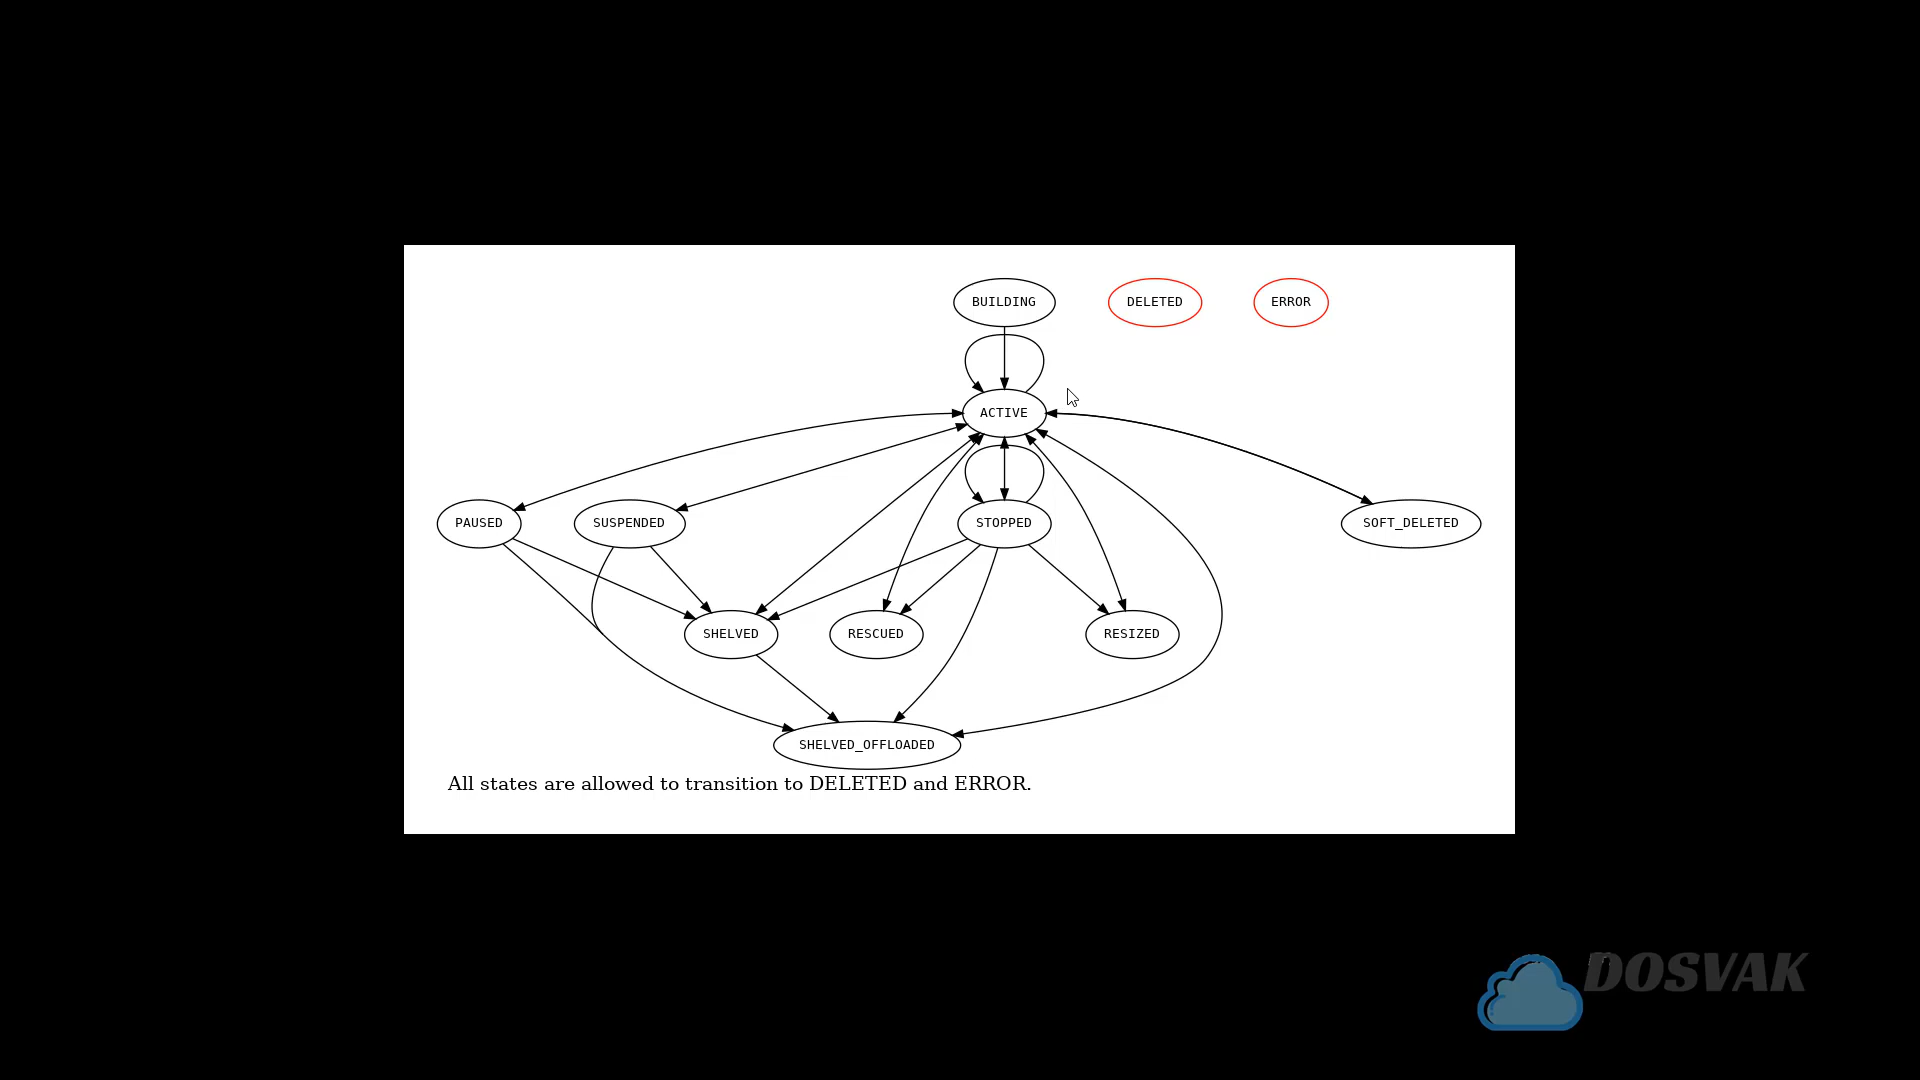 BUILDING
DELETED
ERROR
ACTIVE
PAUSED
SUSPENDED
STOPPED
SOFT_DELETED
SHELVED
RESCUED
RESIZED
SHELVED_OFFLOADED
All states are allowed to transition to DELETED and ERROR.
DOSVAK